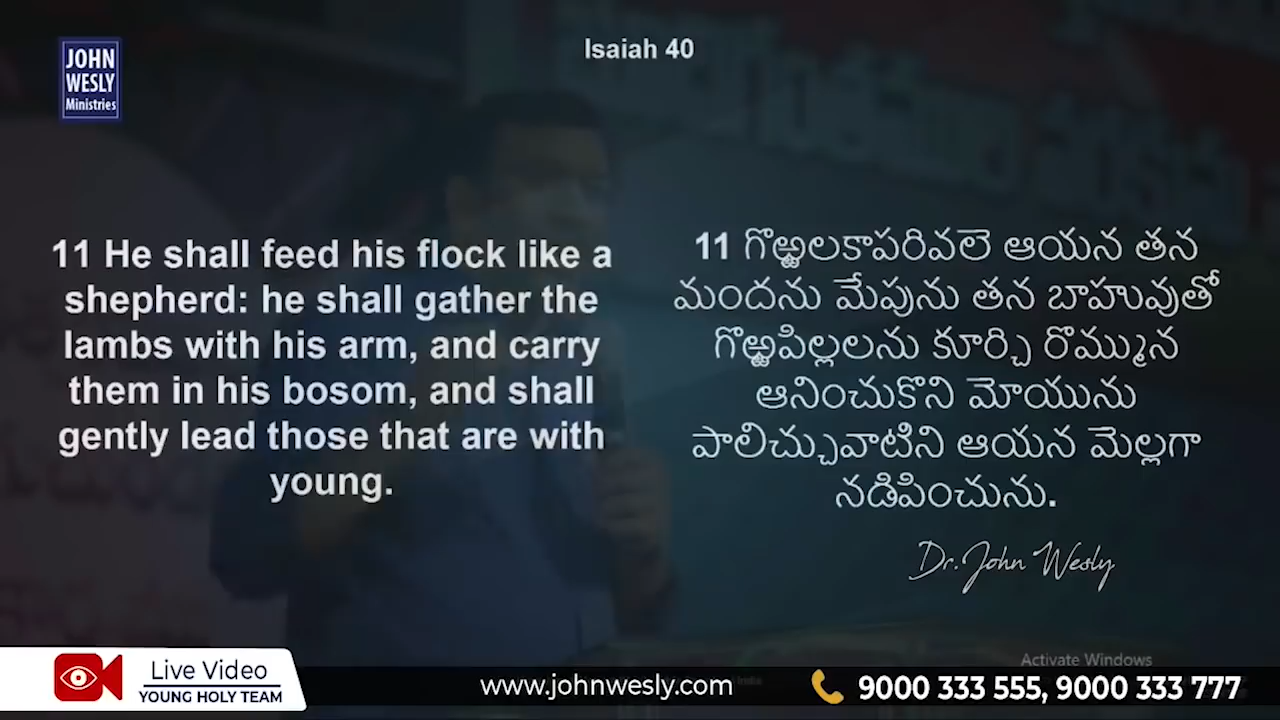 JOHN
WESLY
Ministries
Isaiah 40
11 He shall feed his flock like a
shepherd: he shall gather the
lambs with his arm, and carry
them in his bosom, and shall
gently lead those that are with
young.
11 గొఱ్ఱలకాపరివలె ఆయన తన
మందను మేపును తన బాహువుతో
గొఱ్ఱపిల్లలను కూర్చి రొమ్మున
ఆనించుకొని మోయును
పాలిచ్చువాటిని ఆయన మెల్లగా
నడిపించును.
Dr. John Wesly
Activate Windows
Live Video
YOUNG HOLY TEAM
www.johnwesly.com
9000 333 555, 9000 333 777